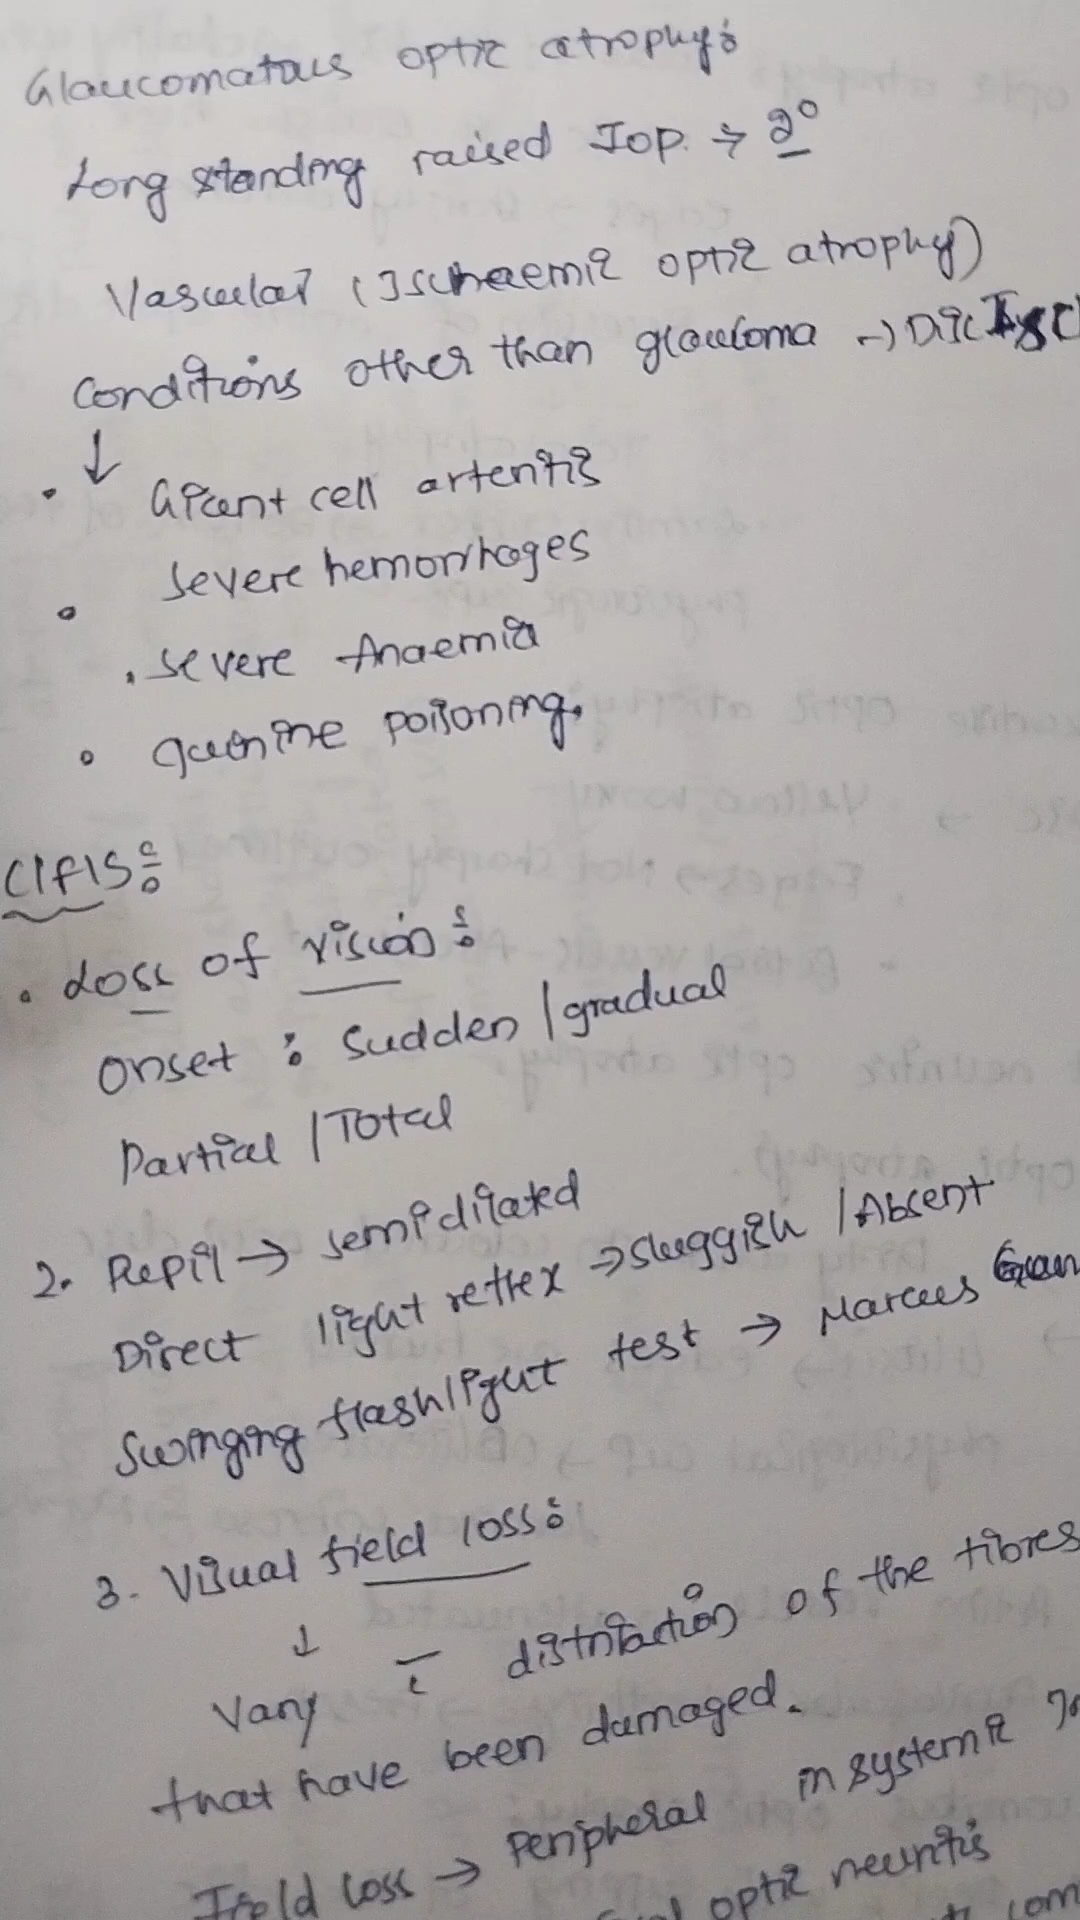 Glaucomatous optic atrophy:
Long standing raised IOP. → 2°
Vascular (Ischaemic optic atrophy)
conditions other than glaucoma → Disc
↓
• Giant cell arteritis
• severe hemorrhages
• severe Anaemia
• quinine poisoning.
C/F/S:
• Loss of vision:
Onset: Sudden / gradual
Partial / Total
2. Pupil → semidilated
Direct light reflex → sluggish / Absent
Swinging flashlight test → Marcus Gun
3. Visual field loss:
↓
Vary c distribution of the fibres
that have been damaged.
Field loss → Peripheral in systemic
optic neuritis